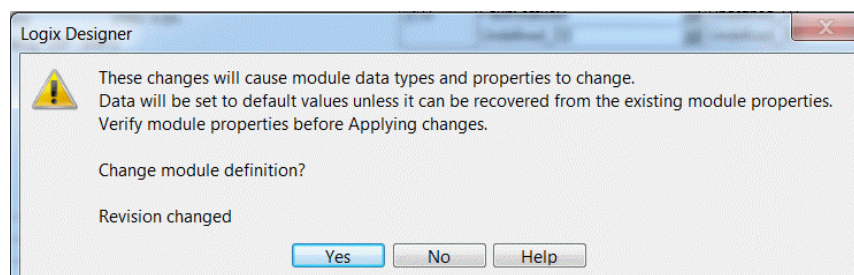 Logix Designer
These changes will cause module data types and properties to change.
Data will be set to default values unless it can be recovered from the existing module properties.
Verify module properties before Applying changes.
Change module definition?
Revision changed
Yes No Help